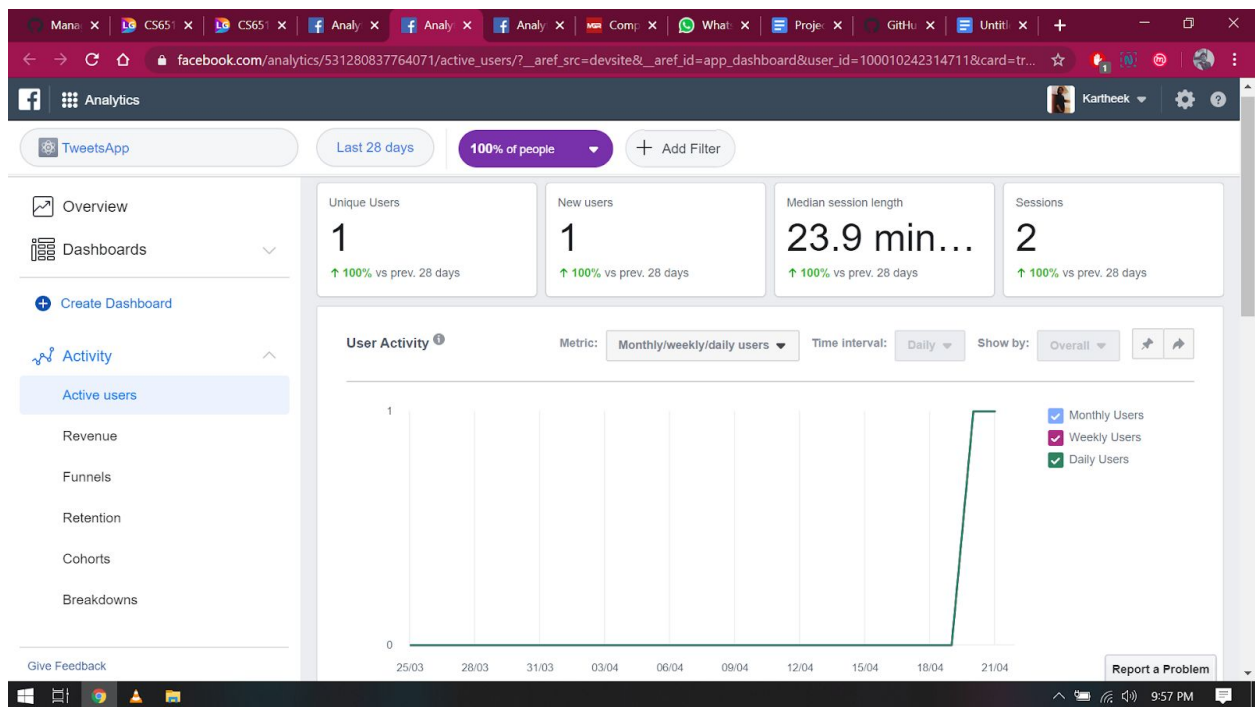 Mana CS651 CS651 Analy Analy Analy MGR Comp What Projec GitHu Untitl
facebook.com/analytics/531280837764071/active_users/?__aref_src=devsite&__aref_id=app_dashboard&user_id=100010242314711&card=tr...
Analytics Kartheek
TweetsApp Last 28 days 100% of people + Add Filter
Overview
Dashboards
Create Dashboard
Activity
Active users
Revenue
Funnels
Retention
Cohorts
Breakdowns
Give Feedback
Unique Users
1
↑ 100% vs prev. 28 days
New users
1
↑ 100% vs prev. 28 days
Median session length
23.9 min...
↑ 100% vs prev. 28 days
Sessions
2
↑ 100% vs prev. 28 days
User Activity Metric: Monthly/weekly/daily users Time interval: Daily Show by: Overall
1
0
Monthly Users
Weekly Users
Daily Users
25/03 28/03 31/03 03/04 06/04 09/04 12/04 15/04 18/04 21/04
Report a Problem
9:57 PM